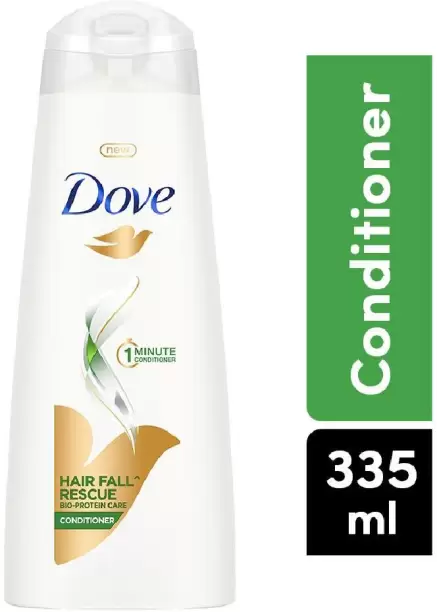 new
Dove
1 MINUTE
CONDITIONER
HAIR FALL^
RESCUE
BIO-PROTEIN CARE
CONDITIONER
Conditioner
335
ml